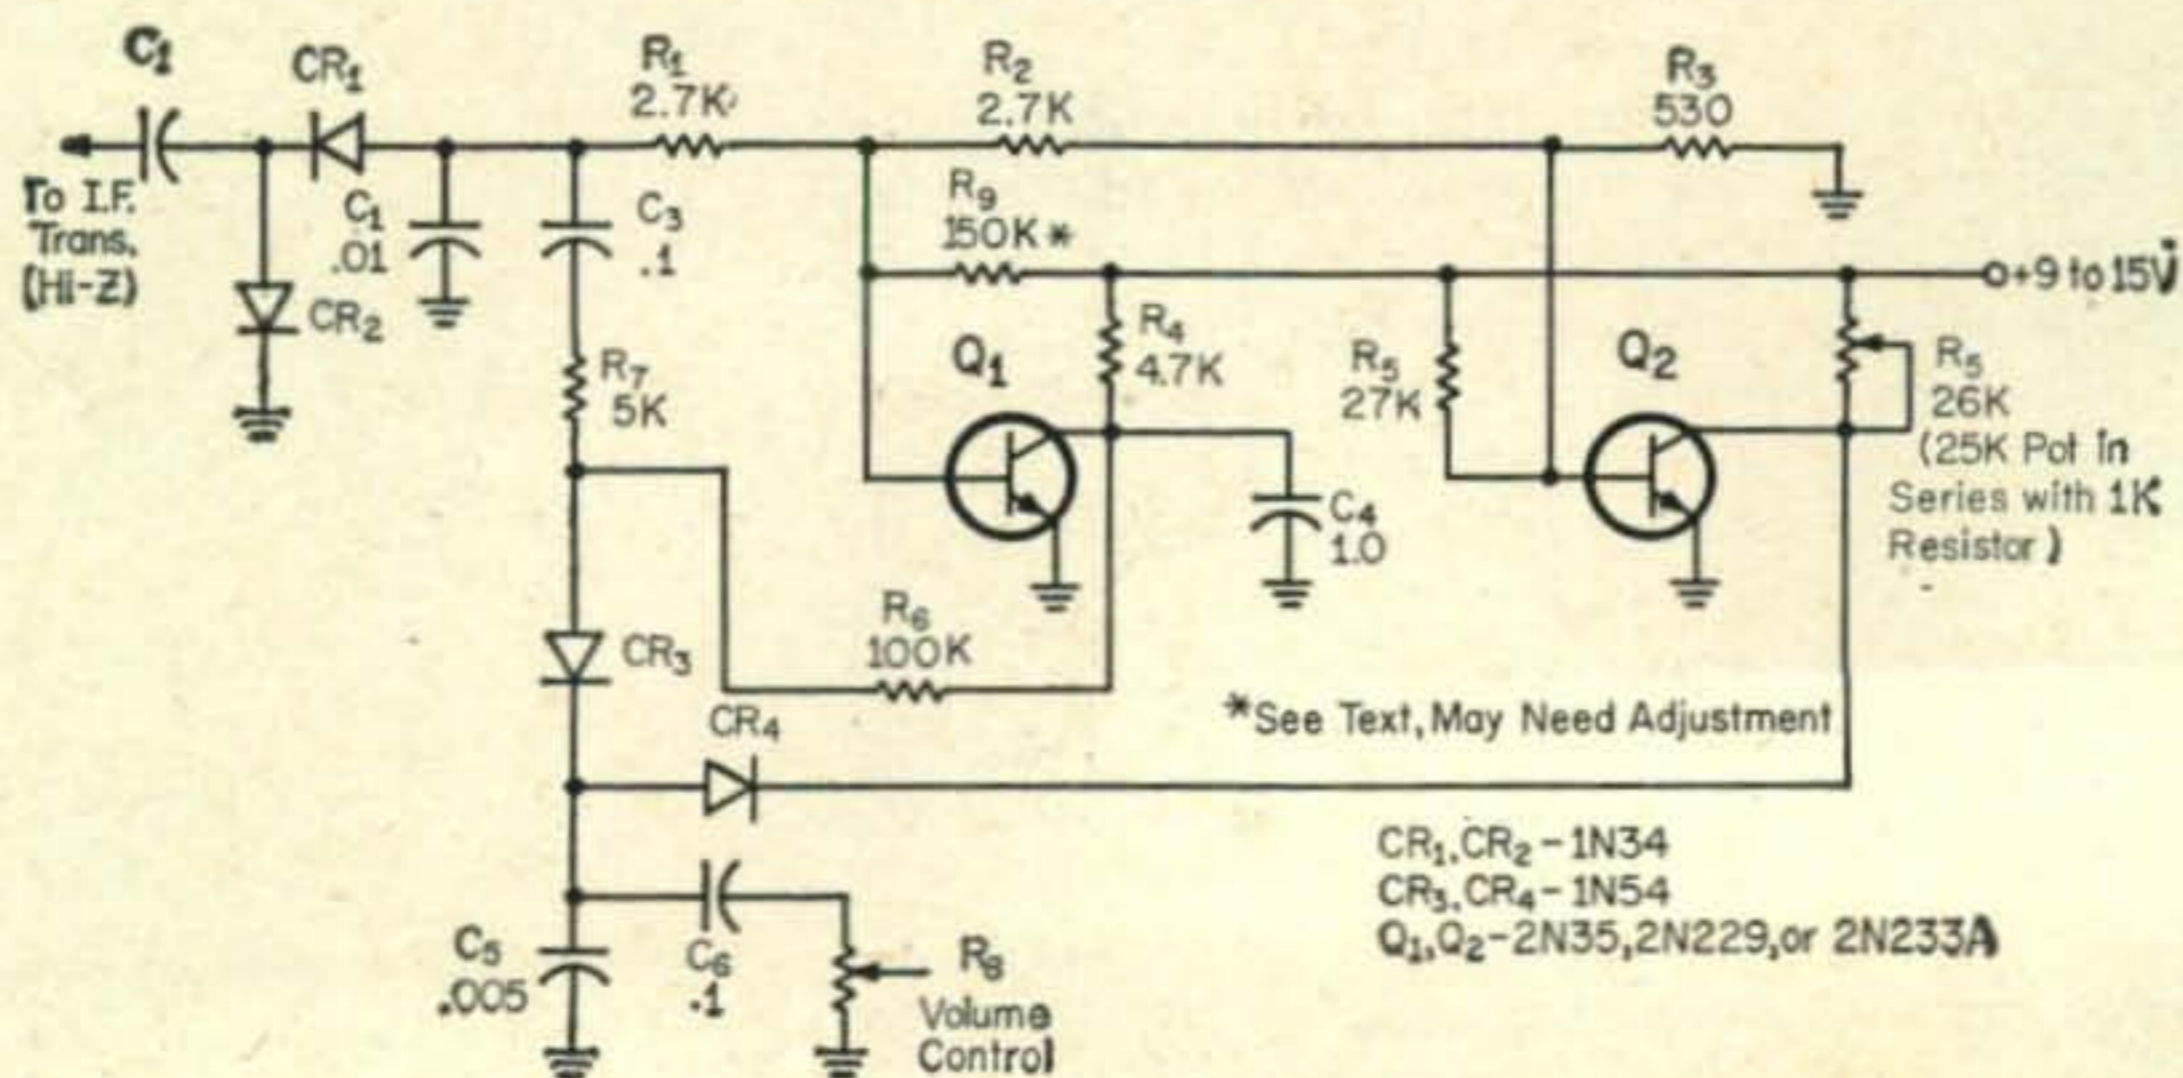 C1
CR1
R1
2.7K
R2
2.7K
R3
530
To I.F.
Trans.
(Hi-Z)
C1
.01
C3
.1
R9
150K*
+9 to 15V
CR2
R7
5K
Q1
R4
4.7K
R5
27K
Q2
R5
26K
(25K Pot in
Series with 1K
Resistor)
C4
1.0
R6
100K
CR3
CR4
*See Text, May Need Adjustment
CR1, CR2-1N34
CR3, CR4-1N54
Q1, Q2-2N35, 2N229, or 2N233A
C5
.005
C6
.1
R8
Volume
Control